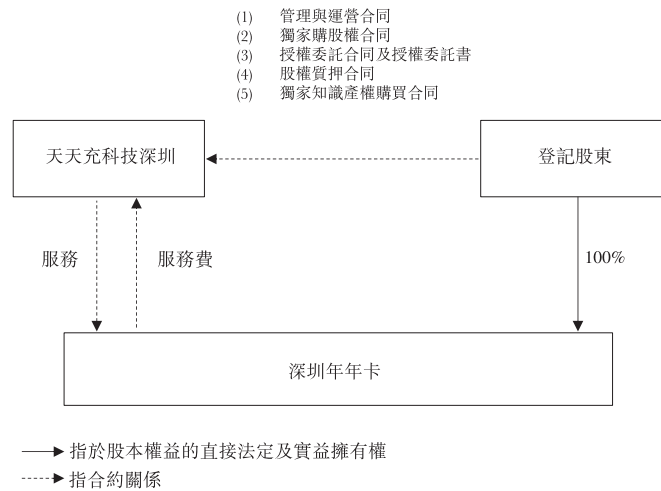 (1) 管理與運營合同
(2) 獨家購股權合同
(3) 授權委託合同及授權委託書
(4) 股權質押合同
(5) 獨家知識產權購買合同
天天充科技深圳
登記股東
服務
服務費
100%
深圳年年卡
指於股本權益的直接法定及實益擁有權
指合約關係